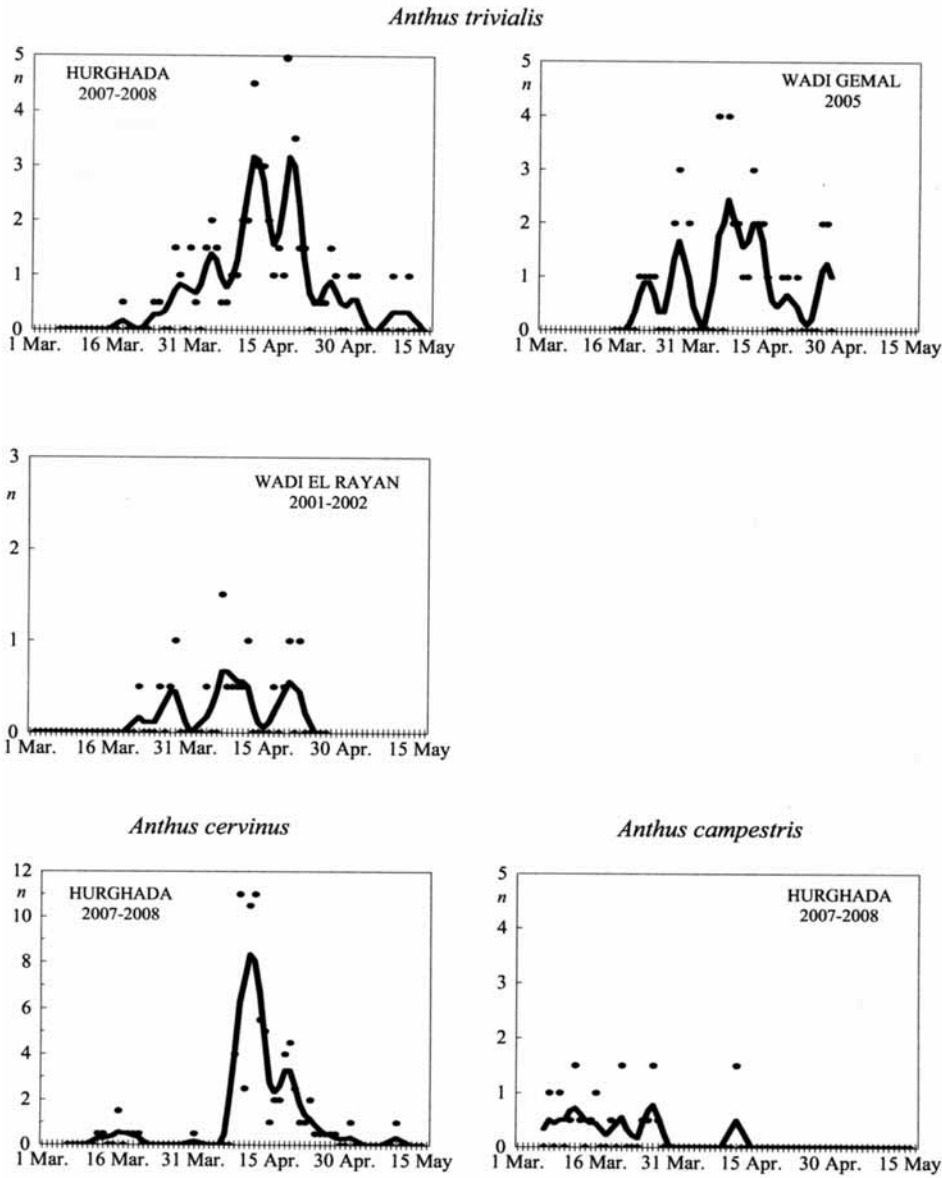 Anthus trivialis
5
n
4
3
2
1
0
HURGHADA
2007-2008
1 Mar. 16 Mar. 31 Mar. 15 Apr. 30 Apr. 15 May
5
n
4
3
2
1
0
WADI GEMAL
2005
1 Mar. 16 Mar. 31 Mar. 15 Apr. 30 Apr. 15 May
3
n
2
1
0
WADI EL RAYAN
2001-2002
1 Mar. 16 Mar. 31 Mar. 15 Apr. 30 Apr. 15 May
Anthus cervinus
12
n
10
8
6
4
2
0
HURGHADA
2007-2008
1 Mar. 16 Mar. 31 Mar. 15 Apr. 30 Apr. 15 May
Anthus campestris
5
n
4
3
2
1
0
HURGHADA
2007-2008
1 Mar. 16 Mar. 31 Mar. 15 Apr. 30 Apr. 15 May